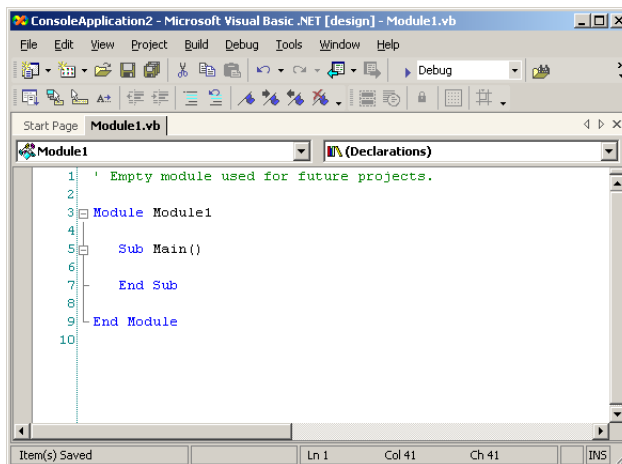 ConsoleApplication2 - Microsoft Visual Basic .NET [design] - Module1.vb
File Edit View Project Build Debug Tools Window Help
Debug
Start Page Module1.vb
Module1 (Declarations)
1 ' Empty module used for future projects.
2
3 Module Module1
4
5 Sub Main()
6
7 End Sub
8
9 End Module
10
Item(s) Saved Ln 1 Col 41 Ch 41 INS